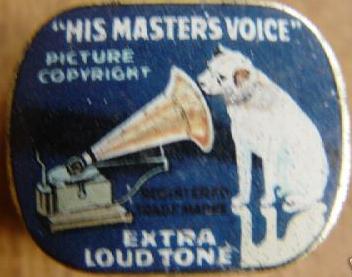 "HIS MASTER'S VOICE"
PICTURE
COPYRIGHT
REGISTERED
TRADE MARKS
EXTRA
LOUD TONE